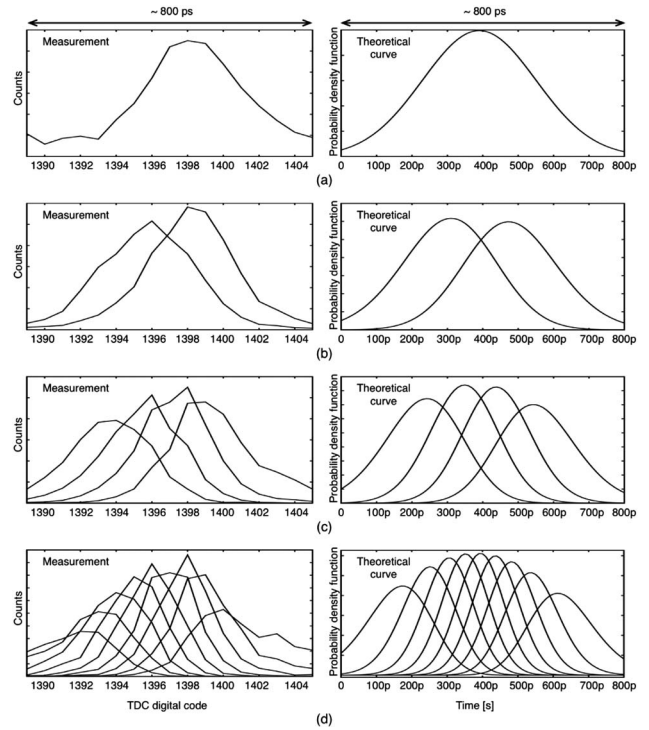 ~ 800 ps
~ 800 ps
Measurement
Counts
1390 1392 1394 1396 1398 1400 1402 1404
Theoretical
curve
Probability density function
0 100p 200p 300p 400p 500p 600p 700p 800p
(a)
Measurement
Counts
1390 1392 1394 1396 1398 1400 1402 1404
Theoretical
curve
Probability density function
0 100p 200p 300p 400p 500p 600p 700p 800p
(b)
Measurement
Counts
1390 1392 1394 1396 1398 1400 1402 1404
Theoretical
curve
Probability density function
0 100p 200p 300p 400p 500p 600p 700p 800p
(c)
Measurement
Counts
1390 1392 1394 1396 1398 1400 1402 1404
TDC digital code
Theoretical
curve
Probability density function
0 100p 200p 300p 400p 500p 600p 700p 800p
Time [s]
(d)